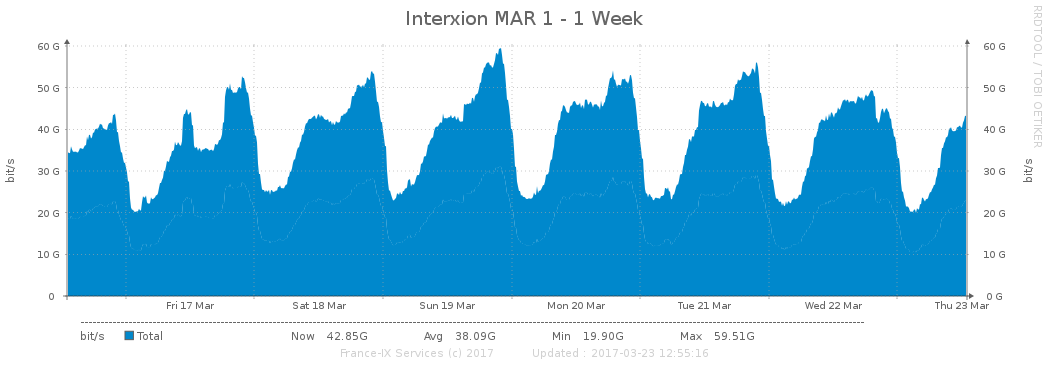 Interxion MAR 1 - 1 Week
RRDTOOL / TOBI OETIKER
bit/s
60 G 60 G
50 G 50 G
40 G 40 G
30 G 30 G
20 G 20 G
10 G 10 G
0 0 G
bit/s
Fri 17 Mar Sat 18 Mar Sun 19 Mar Mon 20 Mar Tue 21 Mar Wed 22 Mar Thu 23 Mar
bit/s Total Now 42.85G Avg 38.09G Min 19.90G Max 59.51G
France-IX Services (c) 2017 Updated : 2017-03-23 12:55:16